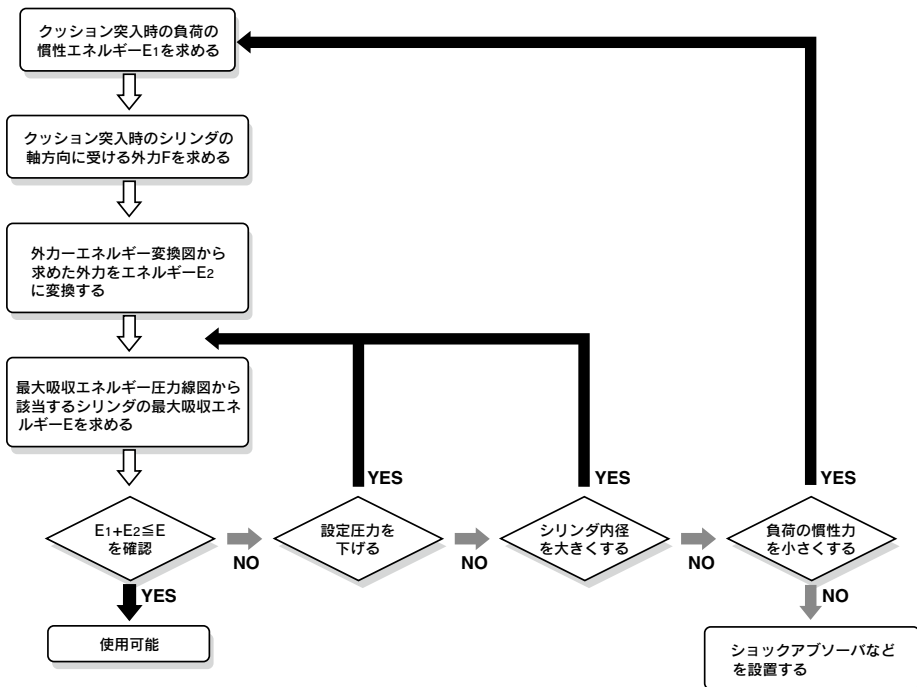 クッション突入時の負荷の
慣性エネルギーE1を求める
クッション突入時のシリンダの
軸方向に受ける外力Fを求める
外力ーエネルギー変換図から
求めた外力をエネルギーE2
に変換する
最大吸収エネルギー圧力線図から
該当するシリンダの最大吸収エネ
ルギーEを求める
E1+E2≦E
を確認
NO
YES
使用可能
設定圧力を
下げる
YES
NO
シリンダ内径
を大きくする
YES
NO
負荷の慣性力
を小さくする
YES
NO
ショックアブソーバなど
を設置する